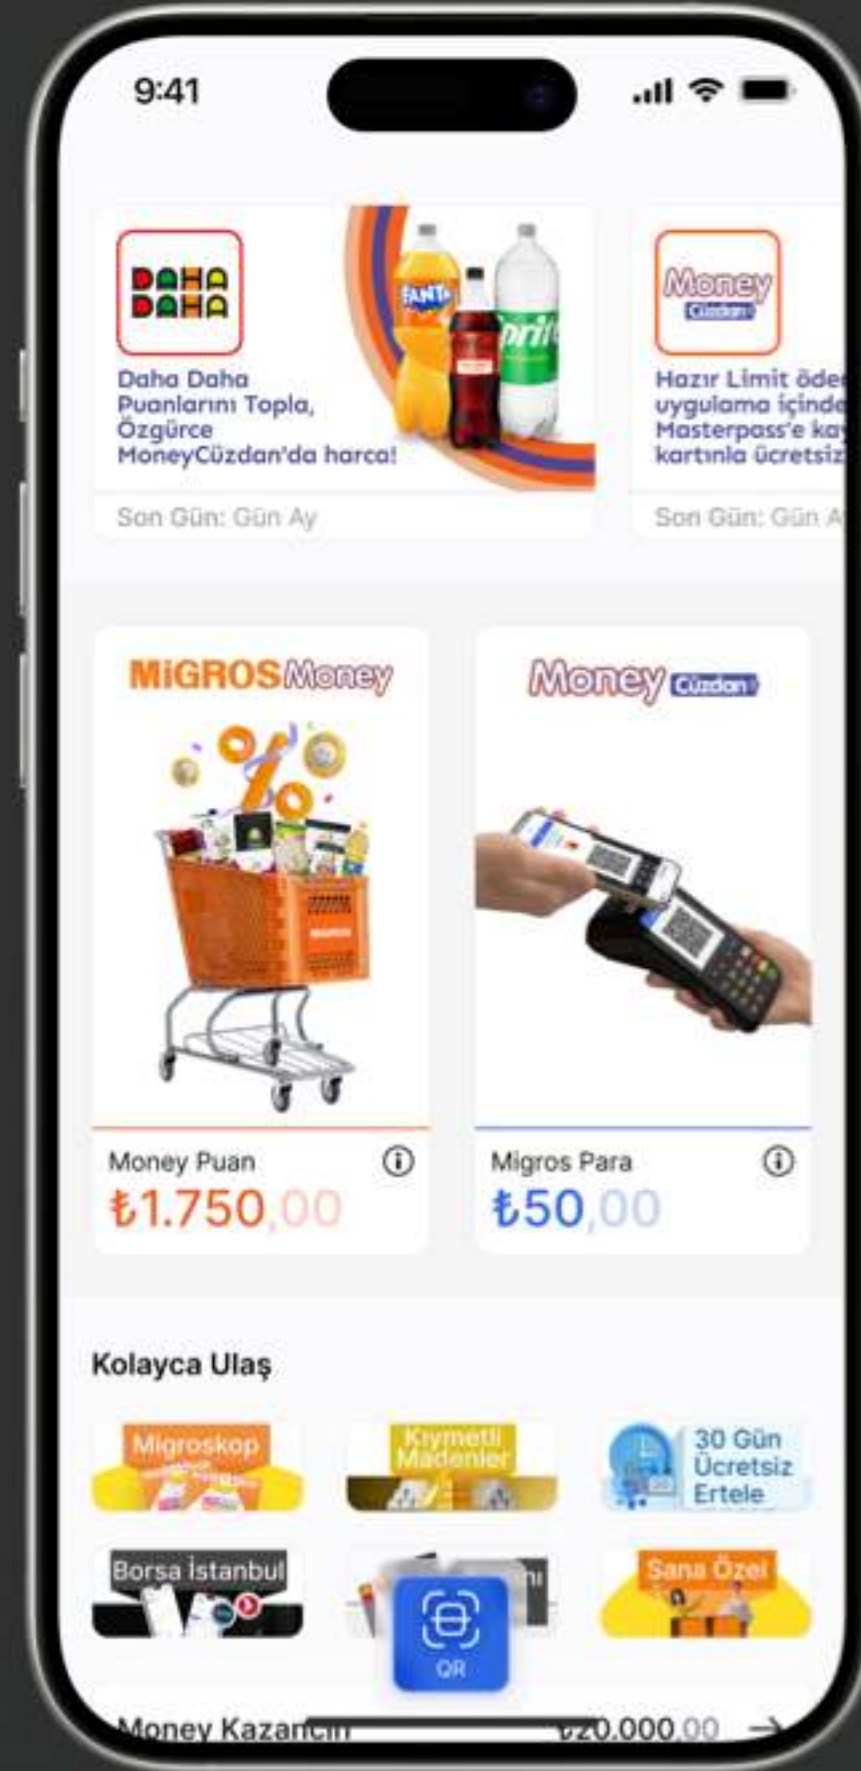 9:41
DAHA
DAHA
Daha Daha
Puanlarını Topla,
Özgürce
MoneyCüzdan'da harca!
Son Gün: Gün Ay
FANTA
Sprite
Money
Cüzdan
Hazır Limit öde
uygulama içinde
Masterpass'e kay
kartınla ücretsiz
Son Gün: Gün A
MiGROS Money
MiGROS
Money Puan
₺1.750,00
Money Cüzdan
Migros Para
₺50,00
Kolayca Ulaş
Migroskop
Kıymetli
Madenler
30 Gün
Ücretsiz
Ertele
Borsa İstanbul
Sana Özel
QR
Money Kazancın
₺20.000,00